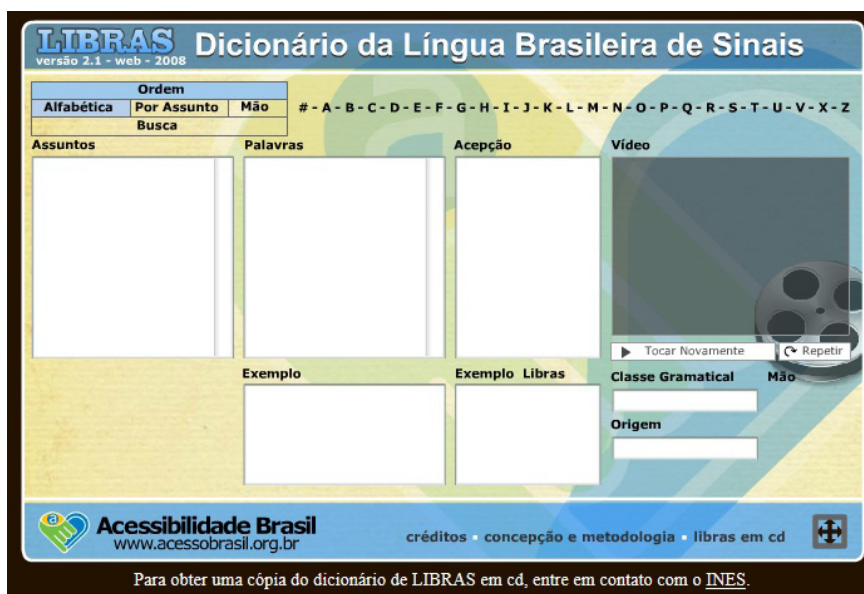 LIBRAS
versão 2.1 - web - 2008
Dicionário da Língua Brasileira de Sinais
Ordem
Alfabética Por Assunto Mão
Busca
# - A - B - C - D - E - F - G - H - I - J - K - L - M - N - O - P - Q - R - S - T - U - V - X - Z
Assuntos Palavras Acepção Vídeo
Tocar Novamente Repetir
Exemplo Exemplo Libras Classe Gramatical Mão
Origem
a
Acessibilidade Brasil
www.acessobrasil.org.br
créditos - concepção e metodologia - libras em cd
Para obter uma cópia do dicionário de LIBRAS em cd, entre em contato com o INES.